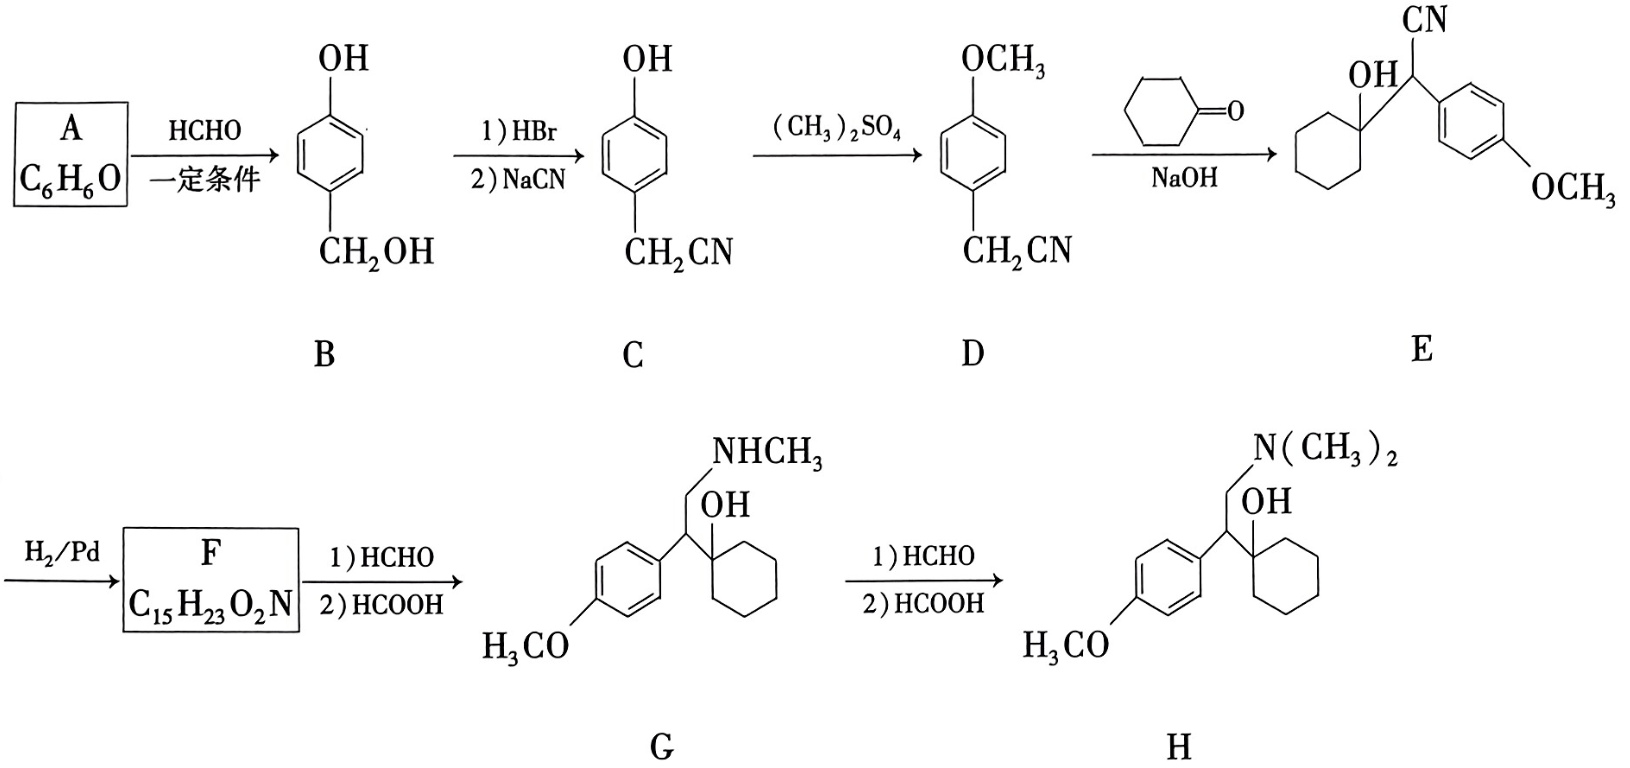 A
C₆H₆O
HCHO
一定条件
OH
CH₂OH
B
1)HBr
2)NaCN
OH
CH₂CN
C
(CH₃)₂SO₄
OCH₃
CH₂CN
D
O
NaOH
CN
OH
OCH₃
E
H₂/Pd
F
C₁₅H₂₃O₂N
1)HCHO
2)HCOOH
NHCH₃
OH
H₃CO
G
1)HCHO
2)HCOOH
N(CH₃)₂
OH
H₃CO
H